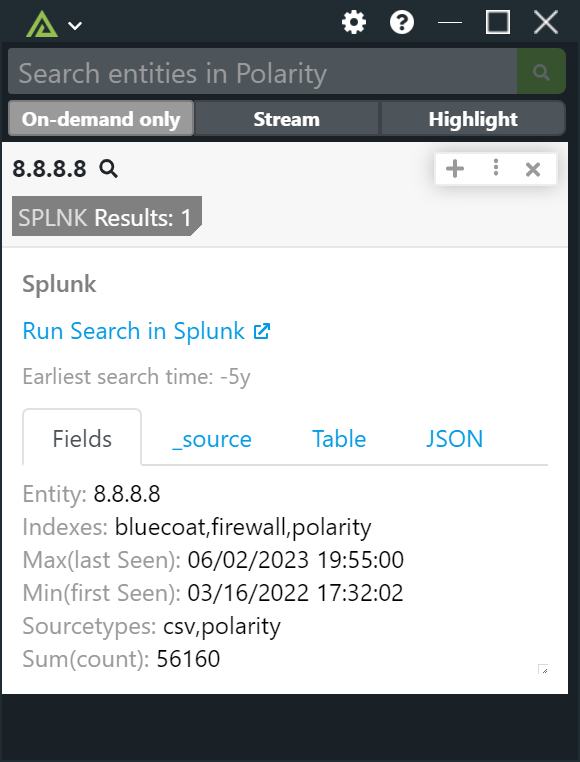 Search entities in Polarity
On-demand only Stream Highlight
8.8.8.8
SPLNK Results: 1
Splunk
Run Search in Splunk
Earliest search time: -5y
Fields _source Table JSON
Entity: 8.8.8.8
Indexes: bluecoat,firewall,polarity
Max(last Seen): 06/02/2023 19:55:00
Min(first Seen): 03/16/2022 17:32:02
Sourcetypes: csv,polarity
Sum(count): 56160